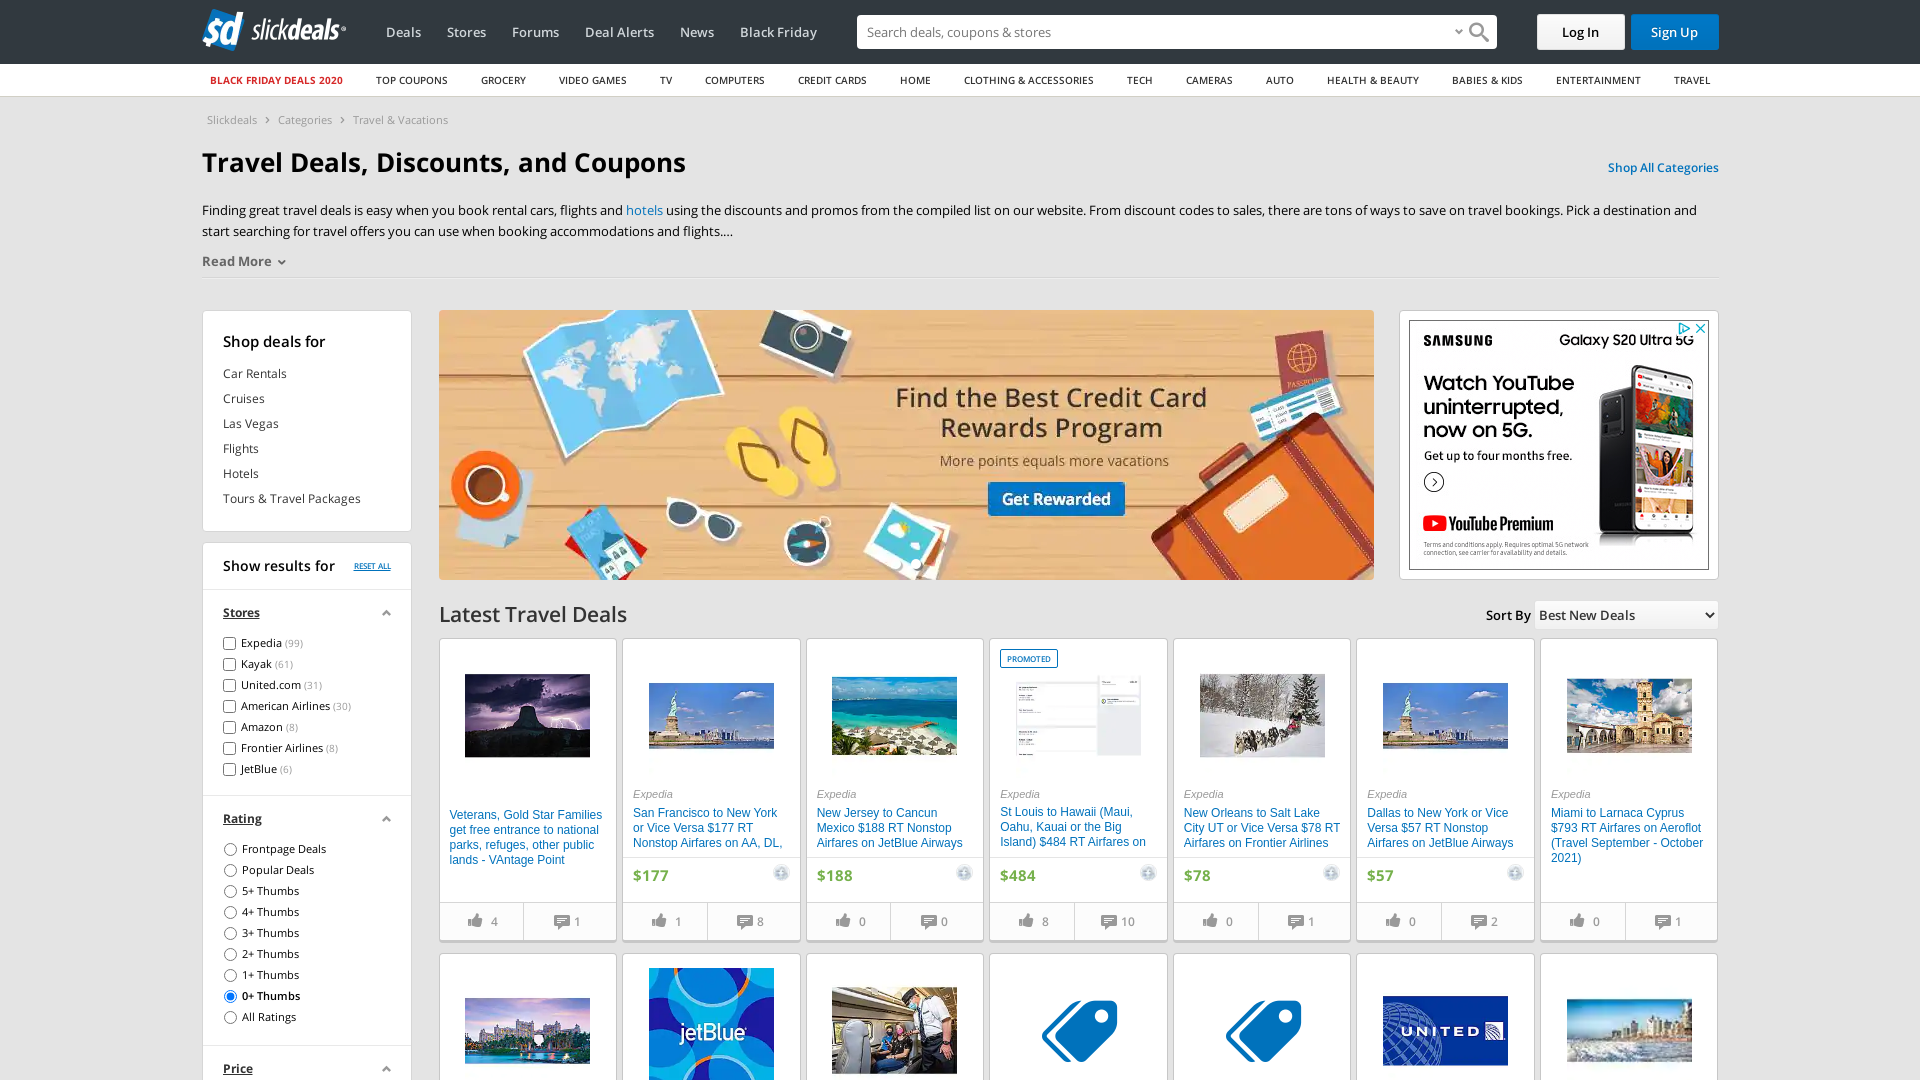 slickdeals
Deals
Stores
Forums
Deal Alerts
News
Black Friday
Search deals, coupons & stores
Log In
Sign Up
BLACK FRIDAY DEALS 2020
TOP COUPONS
GROCERY
VIDEO GAMES
TV
COMPUTERS
CREDIT CARDS
HOME
CLOTHING & ACCESSORIES
TECH
CAMERAS
AUTO
HEALTH & BEAUTY
BABIES & KIDS
ENTERTAINMENT
TRAVEL
Slickdeals
Categories
Travel & Vacations
Travel Deals, Discounts, and Coupons
Shop All Categories
Finding great travel deals is easy when you book rental cars, flights and hotels using the discounts and promos from the compiled list on our website. From discount codes to sales, there are tons of ways to save on travel bookings. Pick a destination and
start searching for travel offers you can use when booking accommodations and flights....
Read More
Shop deals for
Car Rentals
Cruises
Las Vegas
Flights
Hotels
Tours & Travel Packages
Show results for
RESET ALL
Stores
Expedia (99)
Kayak (61)
United.com (31)
American Airlines (30)
Amazon (8)
Frontier Airlines (8)
JetBlue (6)
Rating
Frontpage Deals
Popular Deals
5+ Thumbs
4+ Thumbs
3+ Thumbs
2+ Thumbs
1+ Thumbs
0+ Thumbs
All Ratings
Price
PASSPORT
Find the Best Credit Card
Rewards Program
More points equals more vacations
Get Rewarded
SAMSUNG
Galaxy S20 Ultra 5G
Watch YouTube
uninterrupted,
now on 5G.
Get up to four months free.
YouTube Premium
Terms and conditions apply. Requires optimal 5G network
connection, see carrier for availability and details.
Latest Travel Deals
Sort By
Best New Deals
Veterans, Gold Star Families
get free entrance to national
parks, refuges, other public
lands - VAntage Point
4
1
Expedia
San Francisco to New York
or Vice Versa $177 RT
Nonstop Airfares on AA, DL,
$177
1
8
Expedia
New Jersey to Cancun
Mexico $188 RT Nonstop
Airfares on JetBlue Airways
$188
0
0
PROMOTED
Expedia
St Louis to Hawaii (Maui,
Oahu, Kauai or the Big
Island) $484 RT Airfares on
$484
8
10
Expedia
New Orleans to Salt Lake
City UT or Vice Versa $78 RT
Airfares on Frontier Airlines
$78
0
1
Expedia
Dallas to New York or Vice
Versa $57 RT Nonstop
Airfares on JetBlue Airways
$57
0
2
Expedia
Miami to Larnaca Cyprus
$793 RT Airfares on Aeroflot
(Travel September - October
2021)
0
1
jetBlue
UNITED